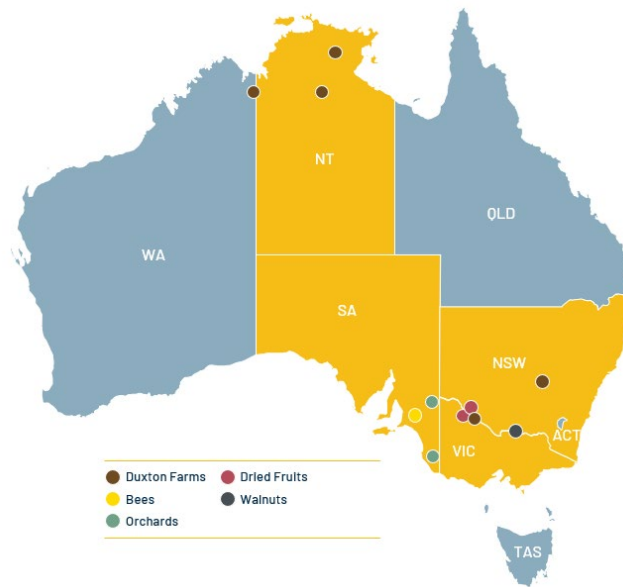 NT
QLD
WA
SA
NSW
ACT
VIC
TAS
Duxton Farms
Dried Fruits
Bees
Walnuts
Orchards